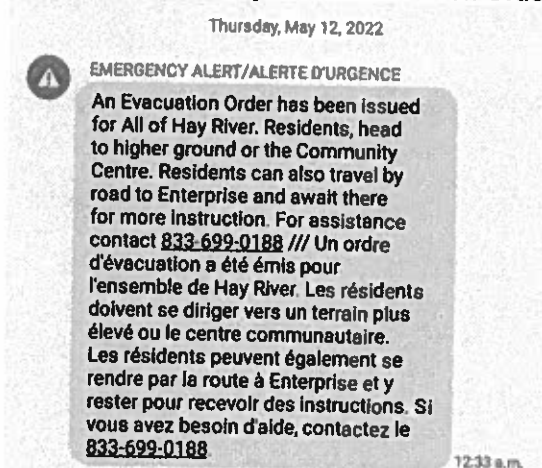 Thursday, May 12, 2022
EMERGENCY ALERT/ALERTE D'URGENCE
An Evacuation Order has been issued
for All of Hay River. Residents, head
to higher ground or the Community
Centre. Residents can also travel by
road to Enterprise and await there
for more instruction. For assistance
contact 833-699-0188 /// Un ordre
d'évacuation a été émis pour
l'ensemble de Hay River. Les résidents
doivent se diriger vers un terrain plus
élevé ou le centre communautaire.
Les résidents peuvent également se
rendre par la route à Enterprise et y
rester pour recevoir des instructions. Si
vous avez besoin d'aide, contactez le
833-699-0188
12:33 a.m.